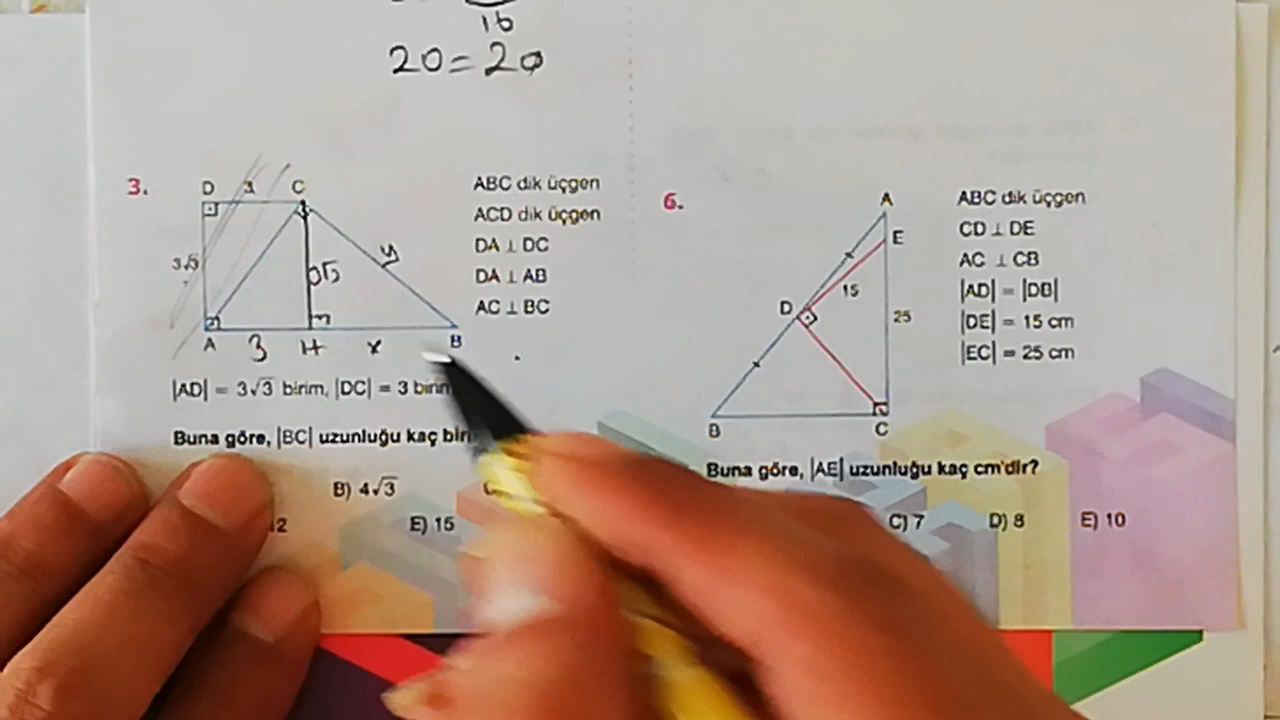 16
20=20
3.
D 3 C
3√3
y
A 3 H x B
ABC dik üçgen
ACD dik üçgen
DA ⊥ DC
DA ⊥ AB
AC ⊥ BC
|AD| = 3√3 birim, |DC| = 3
Buna göre, |BC| uzunluğu kaç
B) 4√3
E) 15
6.
A
E
15
D
25
B
C
ABC dik üçgen
CD ⊥ DE
AC ⊥ CB
|AD| = |DB|
|DE| = 15 cm
|EC| = 25 cm
Buna göre, |AE| uzunluğu kaç cm'dir?
C) 7 D) 8 E) 10